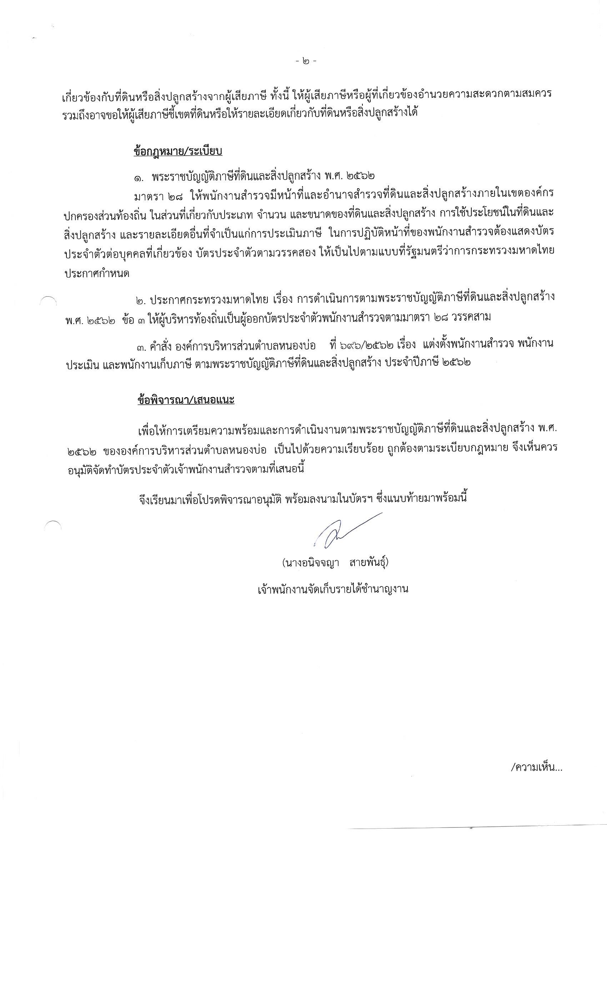 - ๒ -
เกี่ยวข้องกับที่ดินหรือสิ่งปลูกสร้างจากผู้เสียภาษี ทั้งนี้ ให้ผู้เสียภาษีหรือผู้ที่เกี่ยวข้องอำนวยความสะดวกตามสมควร
รวมถึงอาจขอให้ผู้เสียภาษีชี้เขตที่ดินหรือให้รายละเอียดเกี่ยวกับที่ดินหรือสิ่งปลูกสร้างได้
ข้อกฎหมาย/ระเบียบ
๑. พระราชบัญญัติภาษีที่ดินและสิ่งปลูกสร้าง พ.ศ. ๒๕๖๒
มาตรา ๒๘ ให้พนักงานสำรวจมีหน้าที่และอำนาจสำรวจที่ดินและสิ่งปลูกสร้างภายในเขตองค์กร
ปกครองส่วนท้องถิ่น ในส่วนที่เกี่ยวกับประเภท จำนวน และขนาดของที่ดินและสิ่งปลูกสร้าง การใช้ประโยชน์ในที่ดินและ
สิ่งปลูกสร้าง และรายละเอียดอื่นที่จำเป็นแก่การประเมินภาษี ในการปฏิบัติหน้าที่ของพนักงานสำรวจต้องแสดงบัตร
ประจำตัวต่อบุคคลที่เกี่ยวข้อง บัตรประจำตัวตามวรรคสอง ให้เป็นไปตามแบบที่รัฐมนตรีว่าการกระทรวงมหาดไทย
ประกาศกำหนด
๒. ประกาศกระทรวงมหาดไทย เรื่อง การดำเนินการตามพระราชบัญญัติภาษีที่ดินและสิ่งปลูกสร้าง
พ.ศ. ๒๕๖๒ ข้อ ๓ ให้ผู้บริหารท้องถิ่นเป็นผู้ออกบัตรประจำตัวพนักงานสำรวจตามมาตรา ๒๘ วรรคสาม
๓. คำสั่ง องค์การบริหารส่วนตำบลหนองบ่อ ที่ ๖๙๖/๒๕๖๒ เรื่อง แต่งตั้งพนักงานสำรวจ พนักงาน
ประเมิน และพนักงานเก็บภาษี ตามพระราชบัญญัติภาษีที่ดินและสิ่งปลูกสร้าง ประจำปีภาษี ๒๕๖๒
ข้อพิจารณา/เสนอแนะ
เพื่อให้การเตรียมความพร้อมและการดำเนินงานตามพระราชบัญญัติภาษีที่ดินและสิ่งปลูกสร้าง พ.ศ.
๒๕๖๒ ขององค์การบริหารส่วนตำบลหนองบ่อ เป็นไปด้วยความเรียบร้อย ถูกต้องตามระเบียบกฎหมาย จึงเห็นควร
อนุมัติจัดทำบัตรประจำตัวเจ้าพนักงานสำรวจตามที่เสนอนี้
จึงเรียนมาเพื่อโปรดพิจารณาอนุมัติ พร้อมลงนามในบัตรฯ ซึ่งแนบท้ายมาพร้อมนี้
(นางอนิจจญา สายพันธุ์)
เจ้าพนักงานจัดเก็บรายได้ชำนาญงาน
/ความเห็น...